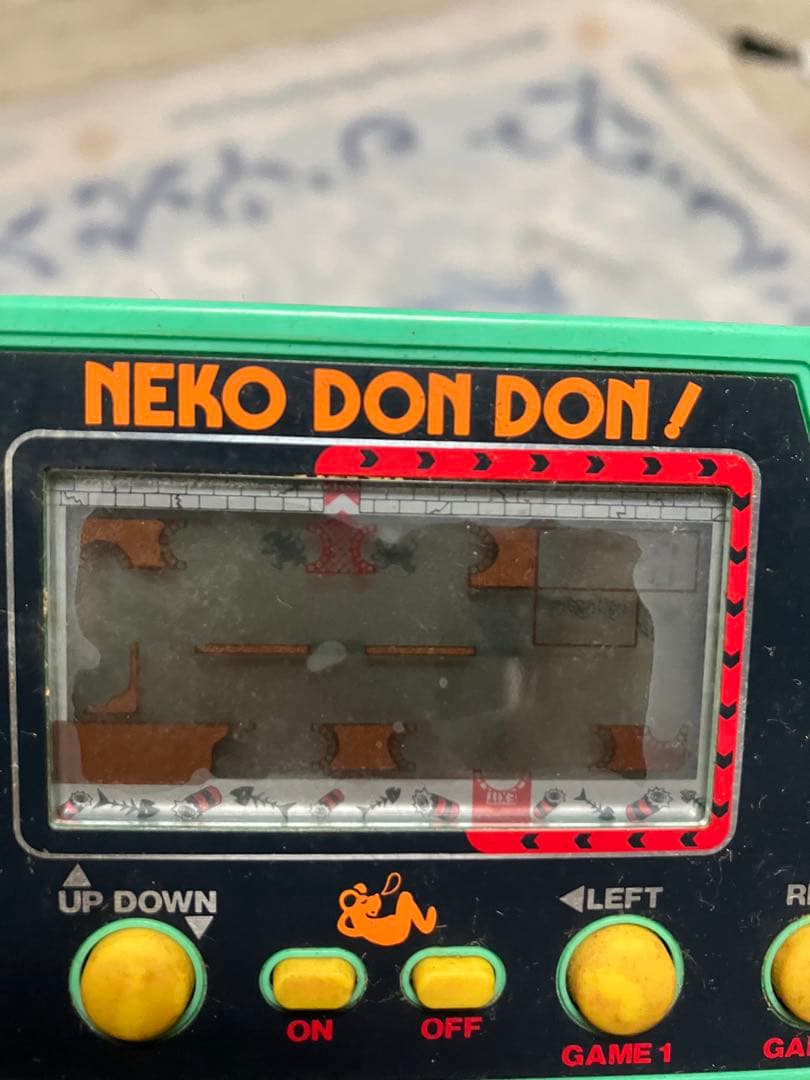 NEKO DON DON!
EXIT
UP DOWN
LEFT
ON
OFF
GAME 1